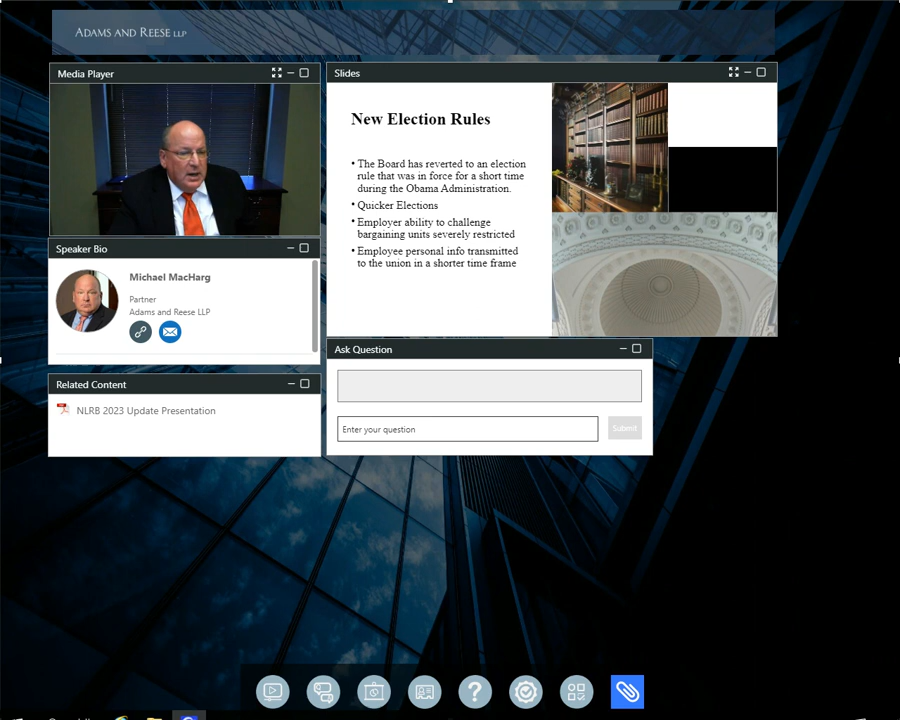 ADAMS AND REESE LLP
Media Player
Slides
New Election Rules
• The Board has reverted to an election
rule that was in force for a short time
during the Obama Administration.
• Quicker Elections
• Employer ability to challenge
bargaining units severely restricted
• Employee personal info transmitted
to the union in a shorter time frame
Speaker Bio
Michael MacHarg
Partner
Adams and Reese LLP
Ask Question
Enter your question
Submit
Related Content
NLRB 2023 Update Presentation